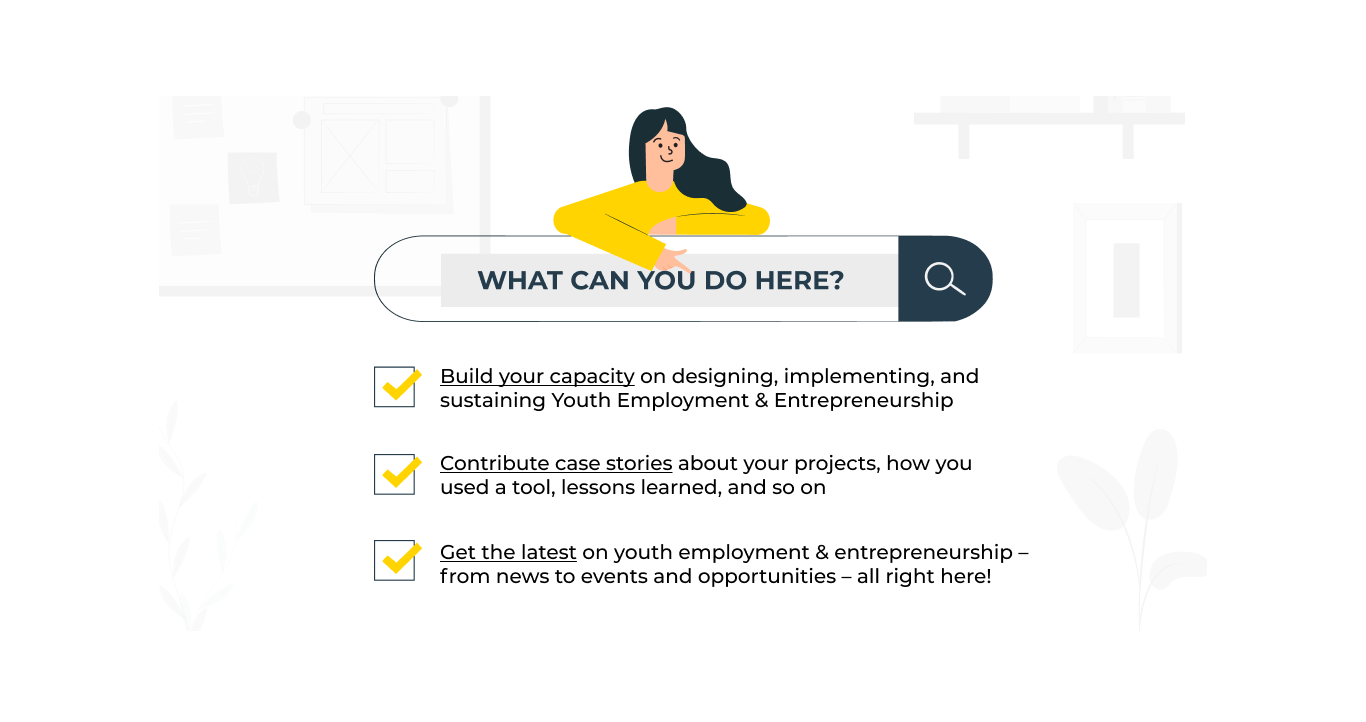 WHAT CAN YOU DO HERE?
Build your capacity on designing, implementing, and
sustaining Youth Employment & Entrepreneurship
Contribute case stories about your projects, how you
used a tool, lessons learned, and so on
Get the latest on youth employment & entrepreneurship –
from news to events and opportunities – all right here!